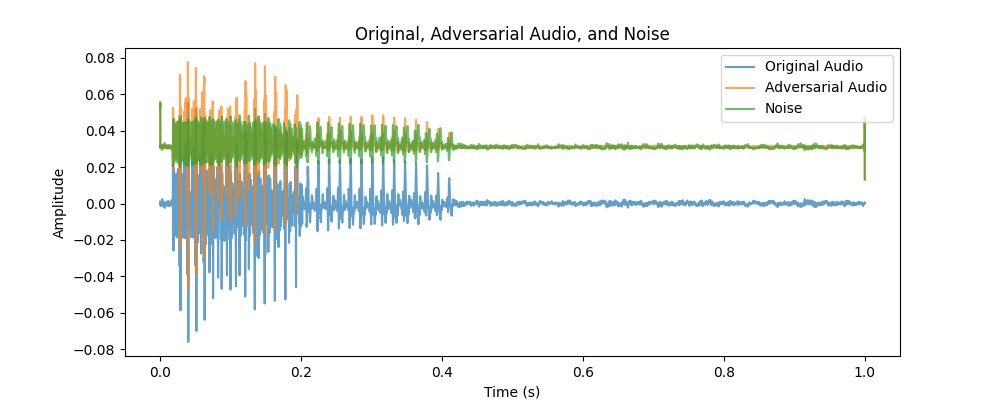 Original, Adversarial Audio, and Noise
Original Audio
Adversarial Audio
Noise
Amplitude
0.08
0.06
0.04
0.02
0.00
−0.02
−0.04
−0.06
−0.08
0.0
0.2
0.4
0.6
0.8
1.0
Time (s)